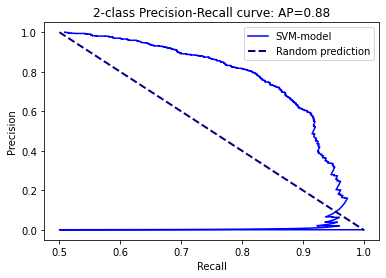 2-class Precision-Recall curve: AP=0.88
SVM-model
Random prediction
Precision
1.0
0.8
0.6
0.4
0.2
0.0
0.5
0.6
0.7
0.8
0.9
1.0
Recall